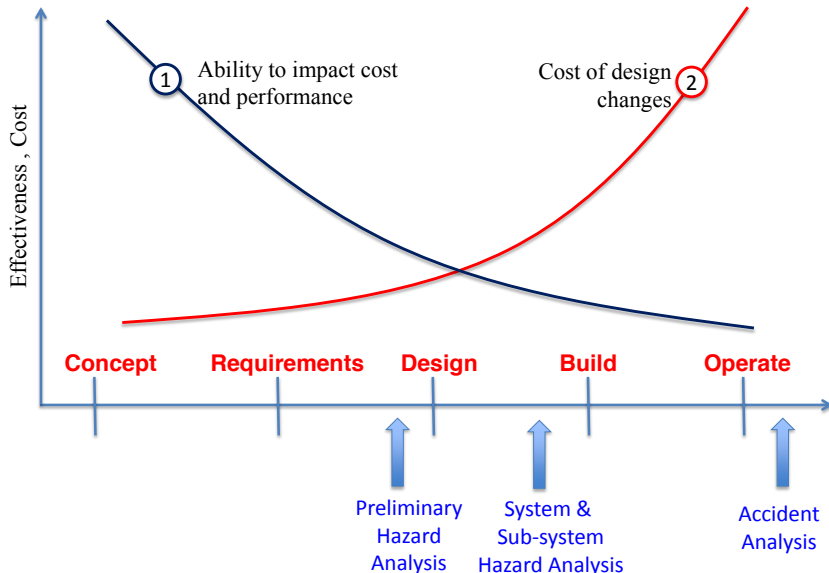 1
Ability to impact cost
and performance
Cost of design
changes
2
Effectiveness , Cost
Concept
Requirements
Design
Build
Operate
Preliminary
Hazard
Analysis
System &
Sub-system
Hazard Analysis
Accident
Analysis